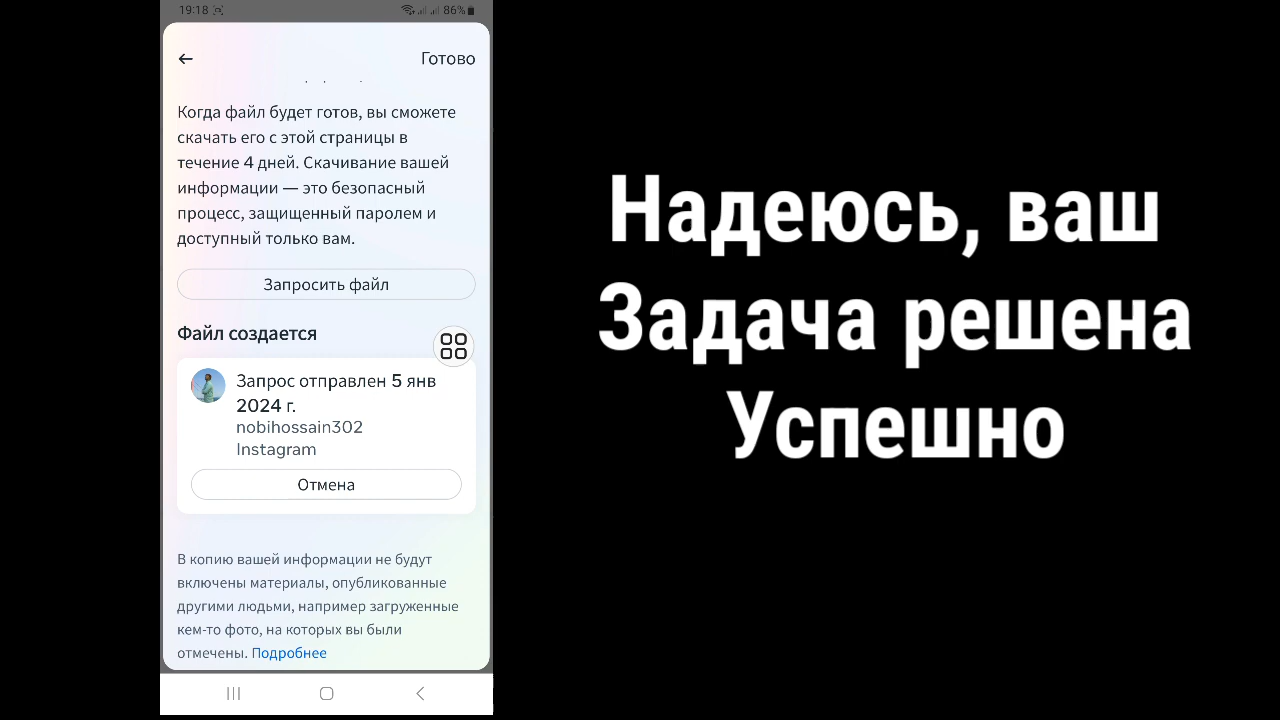 19:18
86%
Готово
Когда файл будет готов, вы сможете
скачать его с этой страницы в
течение 4 дней. Скачивание вашей
информации — это безопасный
процесс, защищенный паролем и
доступный только вам.
Запросить файл
Файл создается
Запрос отправлен 5 янв
2024 г.
nobihossain302
Instagram
Отмена
В копию вашей информации не будут
включены материалы, опубликованные
другими людьми, например загруженные
кем-то фото, на которых вы были
отмечены. Подробнее
Надеюсь, ваш
Задача решена
Успешно